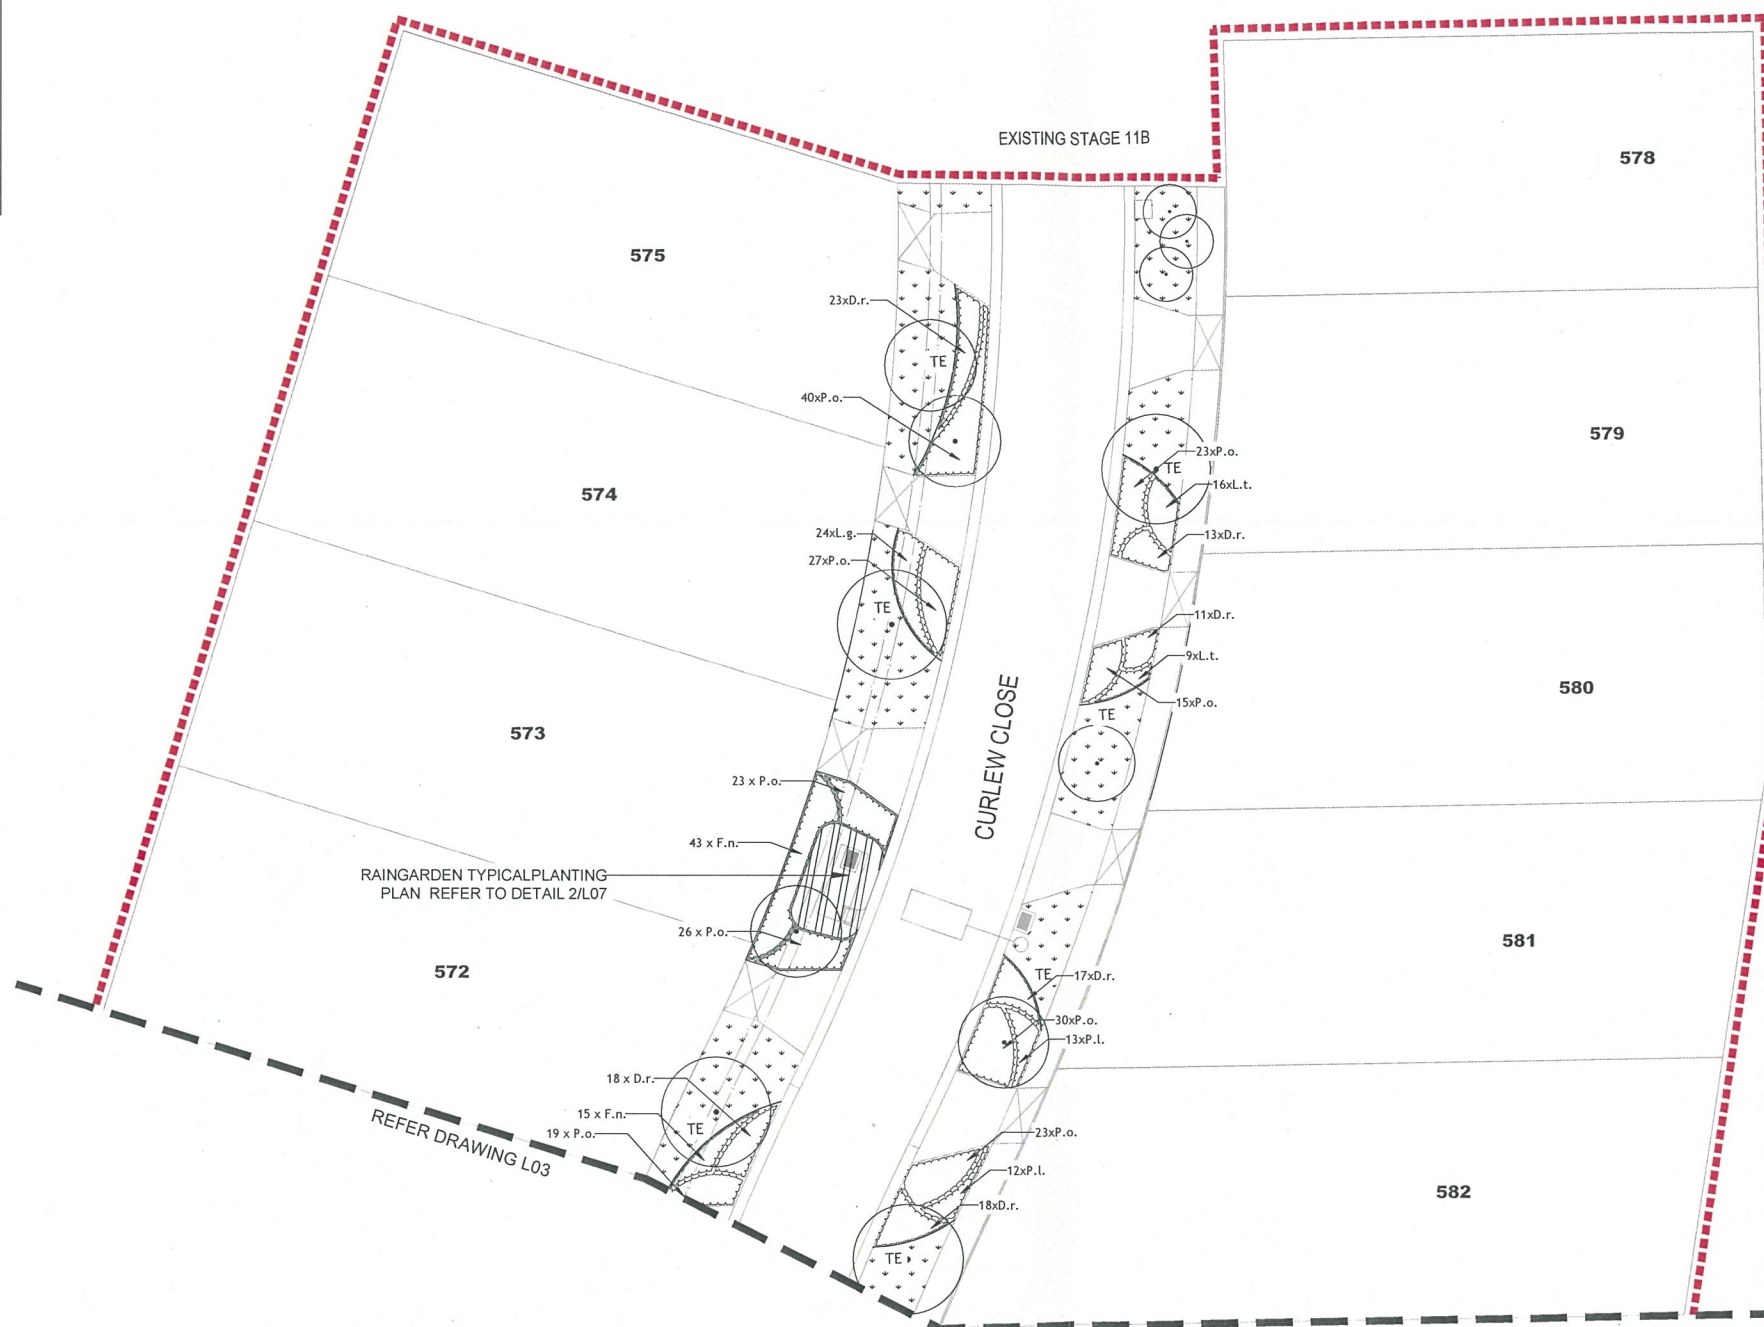 EXISTING STAGE 11B
578
575
23xD.r.
TE
40xP.o.
579
23xP.o.
TE
16xL.t.
574
24xL.g.
13xD.r.
27xP.o.
TE
11xD.r.
9xL.t.
580
15xP.o.
TE
573
CURLEW CLOSE
23 x P.o.
43 x F.n.
RAINGARDEN TYPICALPLANTING
PLAN REFER TO DETAIL 2/L07
26 x P.o.
581
572
TE
17xD.r.
30xP.o.
13xP.l.
18 x D.r.
15 x F.n.
TE
19 x P.o.
REFER DRAWING L03
23xP.o.
12xP.l.
582
18xD.r.
TE